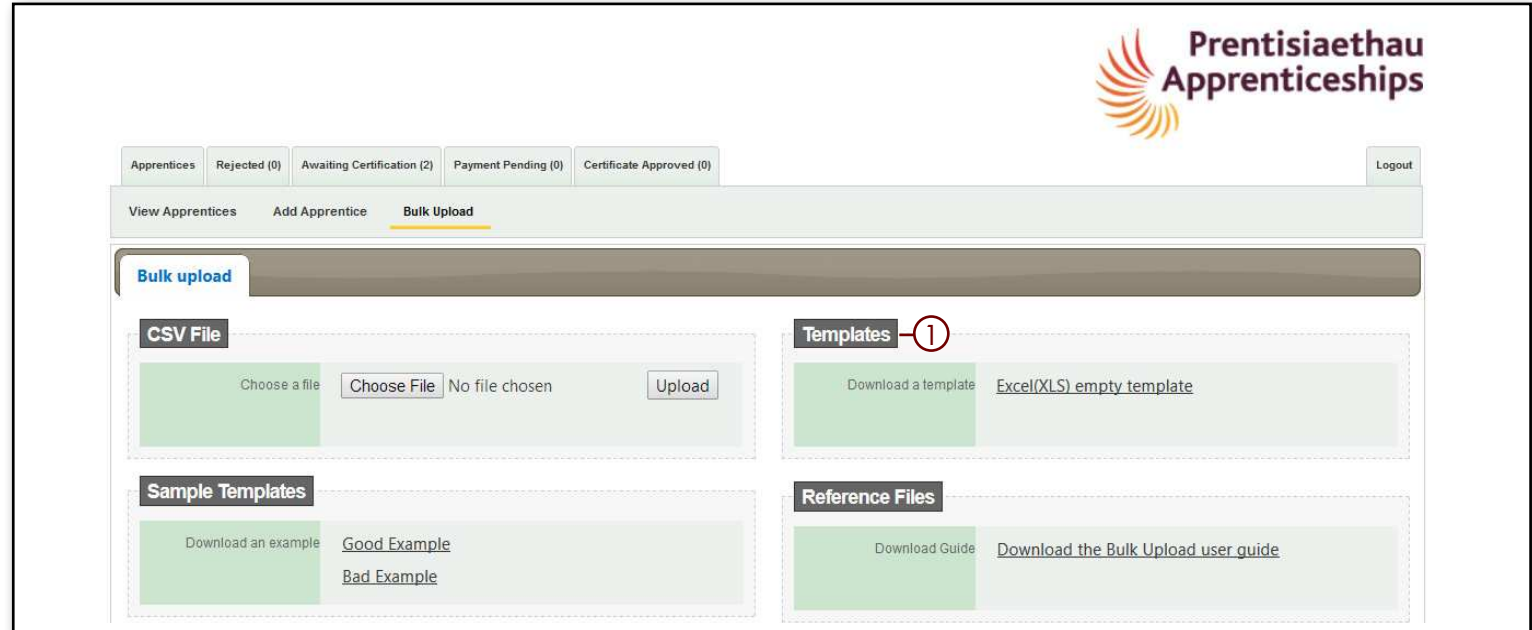 Prentisiaethau
Apprenticeships
Apprentices Rejected (0) Awaiting Certification (2) Payment Pending (0) Certificate Approved (0) Logout
View Apprentices Add Apprentice Bulk Upload
Bulk upload
CSV File
Choose a file Choose File No file chosen Upload
Templates 1
Download a template Excel(XLS) empty template
Sample Templates
Download an example Good Example
Bad Example
Reference Files
Download Guide Download the Bulk Upload user guide